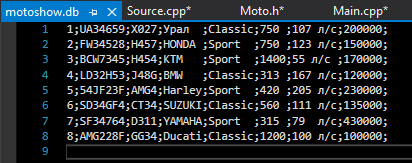 motoshow.db Source.cpp* Moto.h* Main.cpp*
1 1;UA34659;X027;Урал  ;Classic;750 ;107 л/с;200000;
2 2;FW34528;H457;HONDA ;Sport  ;750 ;123 л/с;150000;
3 3;BCW7345;H454;KTM   ;Sport  ;1400;55 л/с ;170000;
4 4;LD32H53;J48G;BMW   ;Classic;313 ;167 л/с;120000;
5 5;54JF23F;AMG4;Harley;Sport  ;420 ;205 л/с;230000;
6 6;SD34GF4;CT34;SUZUKI;Classic;560 ;111 л/с;135000;
7 7;SF34764;D311;YAMAHA;Sport  ;315 ;79  л/с;430000;
8 8;AMG228F;GG34;Ducati;Classic;1200;100 л/с;100000;
9